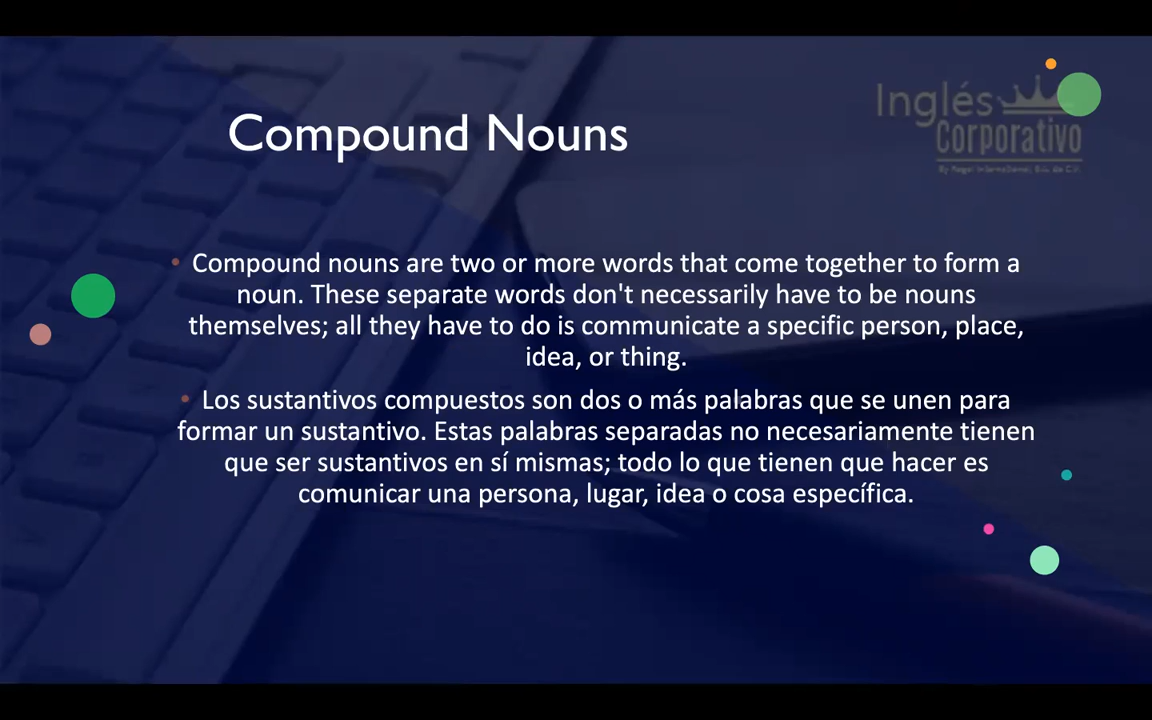 Inglés
Corporativo
Compound Nouns
• Compound nouns are two or more words that come together to form a
noun. These separate words don't necessarily have to be nouns
themselves; all they have to do is communicate a specific person, place,
idea, or thing.
• Los sustantivos compuestos son dos o más palabras que se unen para
formar un sustantivo. Estas palabras separadas no necesariamente tienen
que ser sustantivos en sí mismas; todo lo que tienen que hacer es
comunicar una persona, lugar, idea o cosa específica.